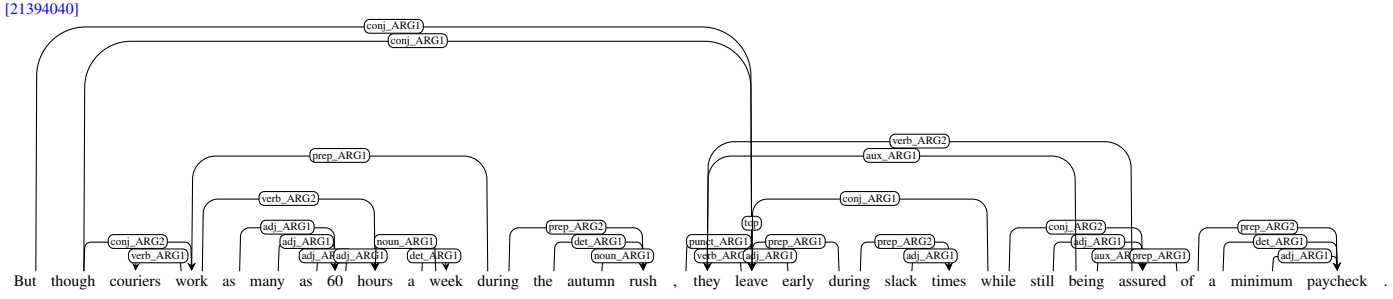 [21394040]
conj_ARG1
conj_ARG1
verb_ARG2
prep_ARG1 aux_ARG1
verb_ARG2 conj_ARG1
top
adj_ARG1 prep_ARG2 conj_ARG2 prep_ARG2
conj_ARG2 adj_ARG1 noun_ARG1 det_ARG1 punct_ARG1 prep_ARG1 prep_ARG2 adj_ARG1 det_ARG1
verb_ARG1 adj_ARG1 det_ARG1 noun_ARG1 adj_ARG1 adj_ARG1 prep_ARG1 adj_ARG1
But though couriers work as many as 60 hours a week during the autumn rush , they leave early during slack times while still being assured of a minimum paycheck .